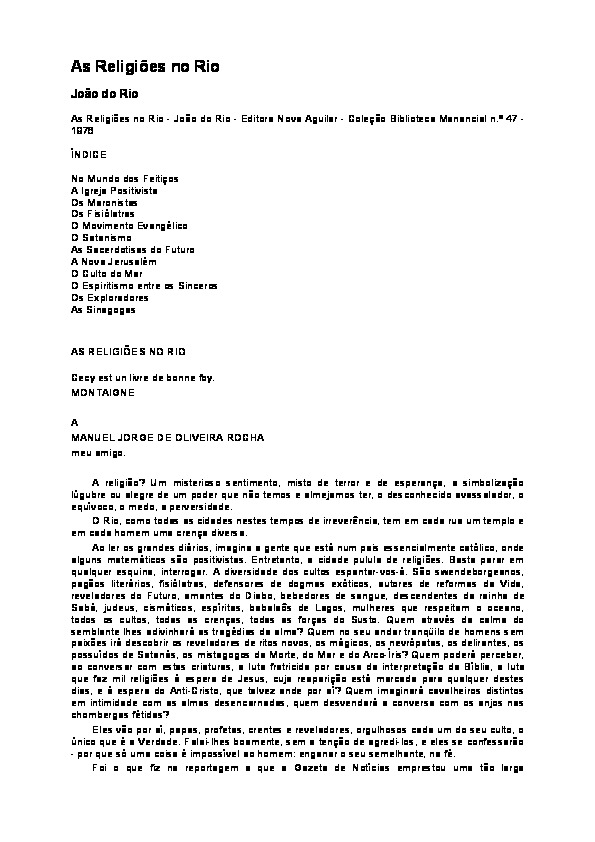 As Religiões no Rio
João do Rio
As Religiões no Rio - João do Rio - Editora Nova Aguilar - Coleção Biblioteca Manancial n.º 47 -
1976
ÍNDICE
No Mundo dos Feitiços
A Igreja Positivista
Os Maronitas
Os Fisiólatras
O Movimento Evangélico
O Satanismo
As Sacerdotisas do Futuro
A Nova Jerusalém
O Culto do Mar
O Espiritismo entre os Sinceros
Os Exploradores
As Sinagogas
AS RELIGIÕES NO RIO
Cecy est un livre de bonne foy.
MONTAIGNE
A
MANUEL JORGE DE OLIVEIRA ROCHA
meu amigo.
A religião? Um misterioso sentimento, misto de terror e de esperança, a simbolização
lúgubre ou alegre de um poder que não temos e almejamos ter, o desconhecido avassalador, o
equívoco, o medo, a perversidade.
O Rio, como todas as cidades nestes tempos de irreverência, tem em cada rua um templo e
em cada homem uma crença diversa.
Ao ler os grandes diários, imagina a gente que está num país essencialmente católico, onde
alguns matemáticos são positivistas. Entretanto, a cidade pulula de religiões. Basta parar em
qualquer esquina, interrogar. A diversidade dos cultos espantar-vos-á. São swendeborgeanos,
pagãos literários, fisiólatras, defensores de dogmas exóticos, autores de reformas da Vida,
reveladores do Futuro, amantes do Diabo, bebedores de sangue, descendentes da rainha de
Sabá, judeus, cismáticos, espíritas, babalaôs de Lagos, mulheres que respeitam o oceano,
todos os cultos, todas as crenças, todas as forças do Susto. Quem através da calma do
semblante lhes adivinhará as tragédias da alma? Quem no seu andar tranqüilo de homens sem
paixões irá descobrir os reveladores de ritos novos, os mágicos, os nevrópatas, os delirantes, os
possuídos de Satanás, os mistagogos da Morte, do Mar e do Arco-Íris? Quem poderá perceber,
ao conversar com estas criaturas, a luta fratricida por causa da interpretação da Bíblia, a luta
que faz mil religiões à espera de Jesus, cuja reaparição está marcada para qualquer destes
dias, e à espera do Anti-Cristo, que talvez ande por aí? Quem imaginará cavalheiros distintos
em intimidade com as almas desencarnadas, quem desvendará a conversa com os anjos nas
chombergas fétidas?
Eles vão por aí, papas, profetas, crentes e reveladores, orgulhosos cada um do seu culto, o
único que é a Verdade. Falai-lhes boamente, sem a tenção de agredi-los, e eles se confessarão
- por que só uma coisa é impossível ao homem: enganar o seu semelhante, na fé.
Foi o que fiz na reportagem a que a Gazeta de Notícias emprestou uma tão larga